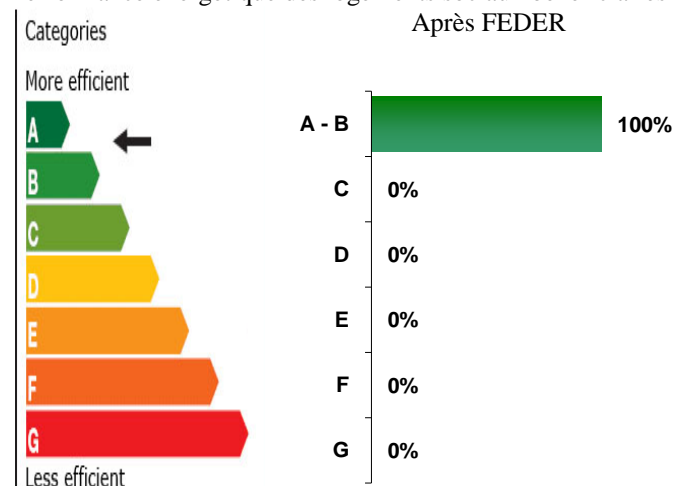 Après FEDER
Categories
More efficient
A
B
C
D
E
F
G
Less efficient
A - B 100%
C 0%
D 0%
E 0%
F 0%
G 0%